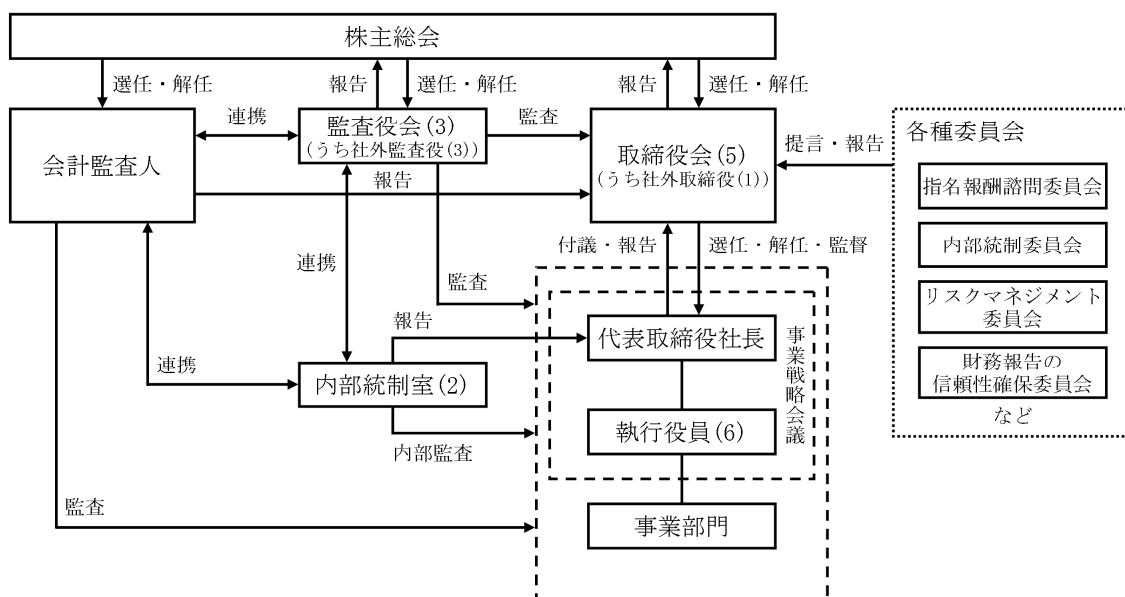 株主総会
選任・解任
報告
選任・解任
報告
選任・解任
会計監査人
連携
監査役会(3)
(うち社外監査役(3))
監査
取締役会(5)
(うち社外取締役(1))
提言・報告
各種委員会
指名報酬諮問委員会
内部統制委員会
リスクマネジメント
委員会
財務報告の
信頼性確保委員会
など
報告
連携
監査
付議・報告
選任・解任・監督
報告
代表取締役社長
事業戦略会議
連携
内部統制室(2)
内部監査
執行役員(6)
監査
事業部門